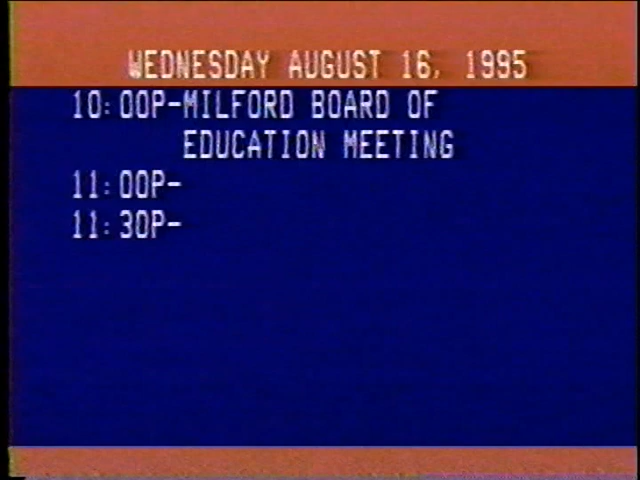 WEDNESDAY AUGUST 16, 1995
10:00P-MILFORD BOARD OF
EDUCATION MEETING
11:00P-
11:30P-